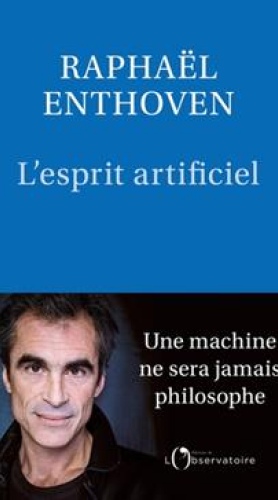 RAPHAËL
ENTHOVEN
L'esprit artificiel
Une machine
ne sera jamais
philosophe
L'Observatoire